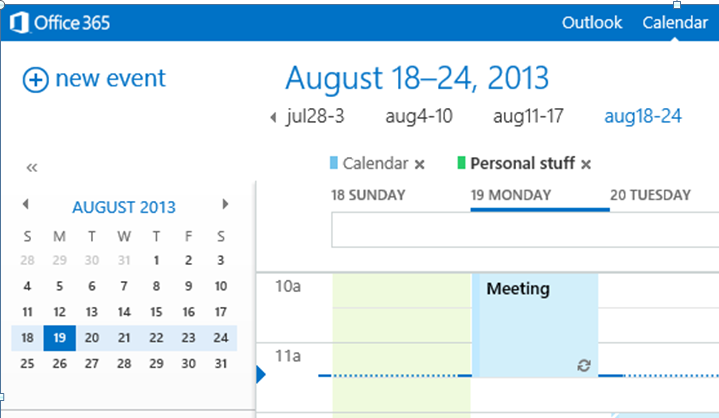 Office 365
Outlook Calendar
new event
August 18–24, 2013
jul28-3 aug4-10 aug11-17 aug18-24
Calendar × Personal stuff ×
«
AUGUST 2013
S M T W T F S
28 29 30 31 1 2 3
4 5 6 7 8 9 10
11 12 13 14 15 16 17
18 19 20 21 22 23 24
25 26 27 28 29 30 31
18 SUNDAY 19 MONDAY 20 TUESDAY
10a
Meeting
11a